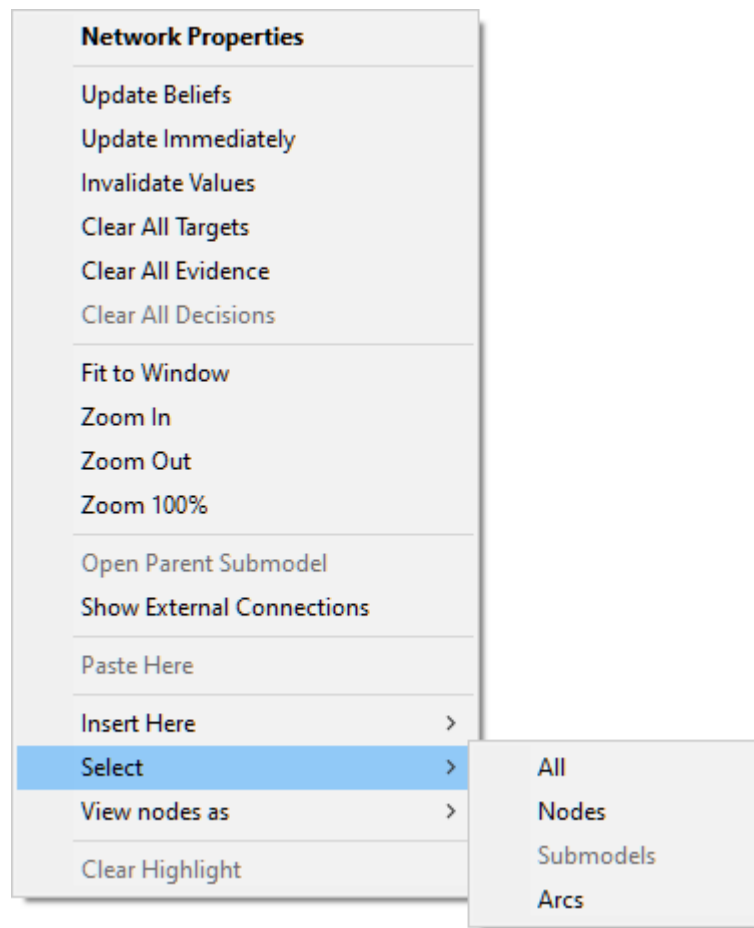 Network Properties
Update Beliefs
Update Immediately
Invalidate Values
Clear All Targets
Clear All Evidence
Clear All Decisions
Fit to Window
Zoom In
Zoom Out
Zoom 100%
Open Parent Submodel
Show External Connections
Paste Here
Insert Here
Select
View nodes as
Clear Highlight
All
Nodes
Submodels
Arcs